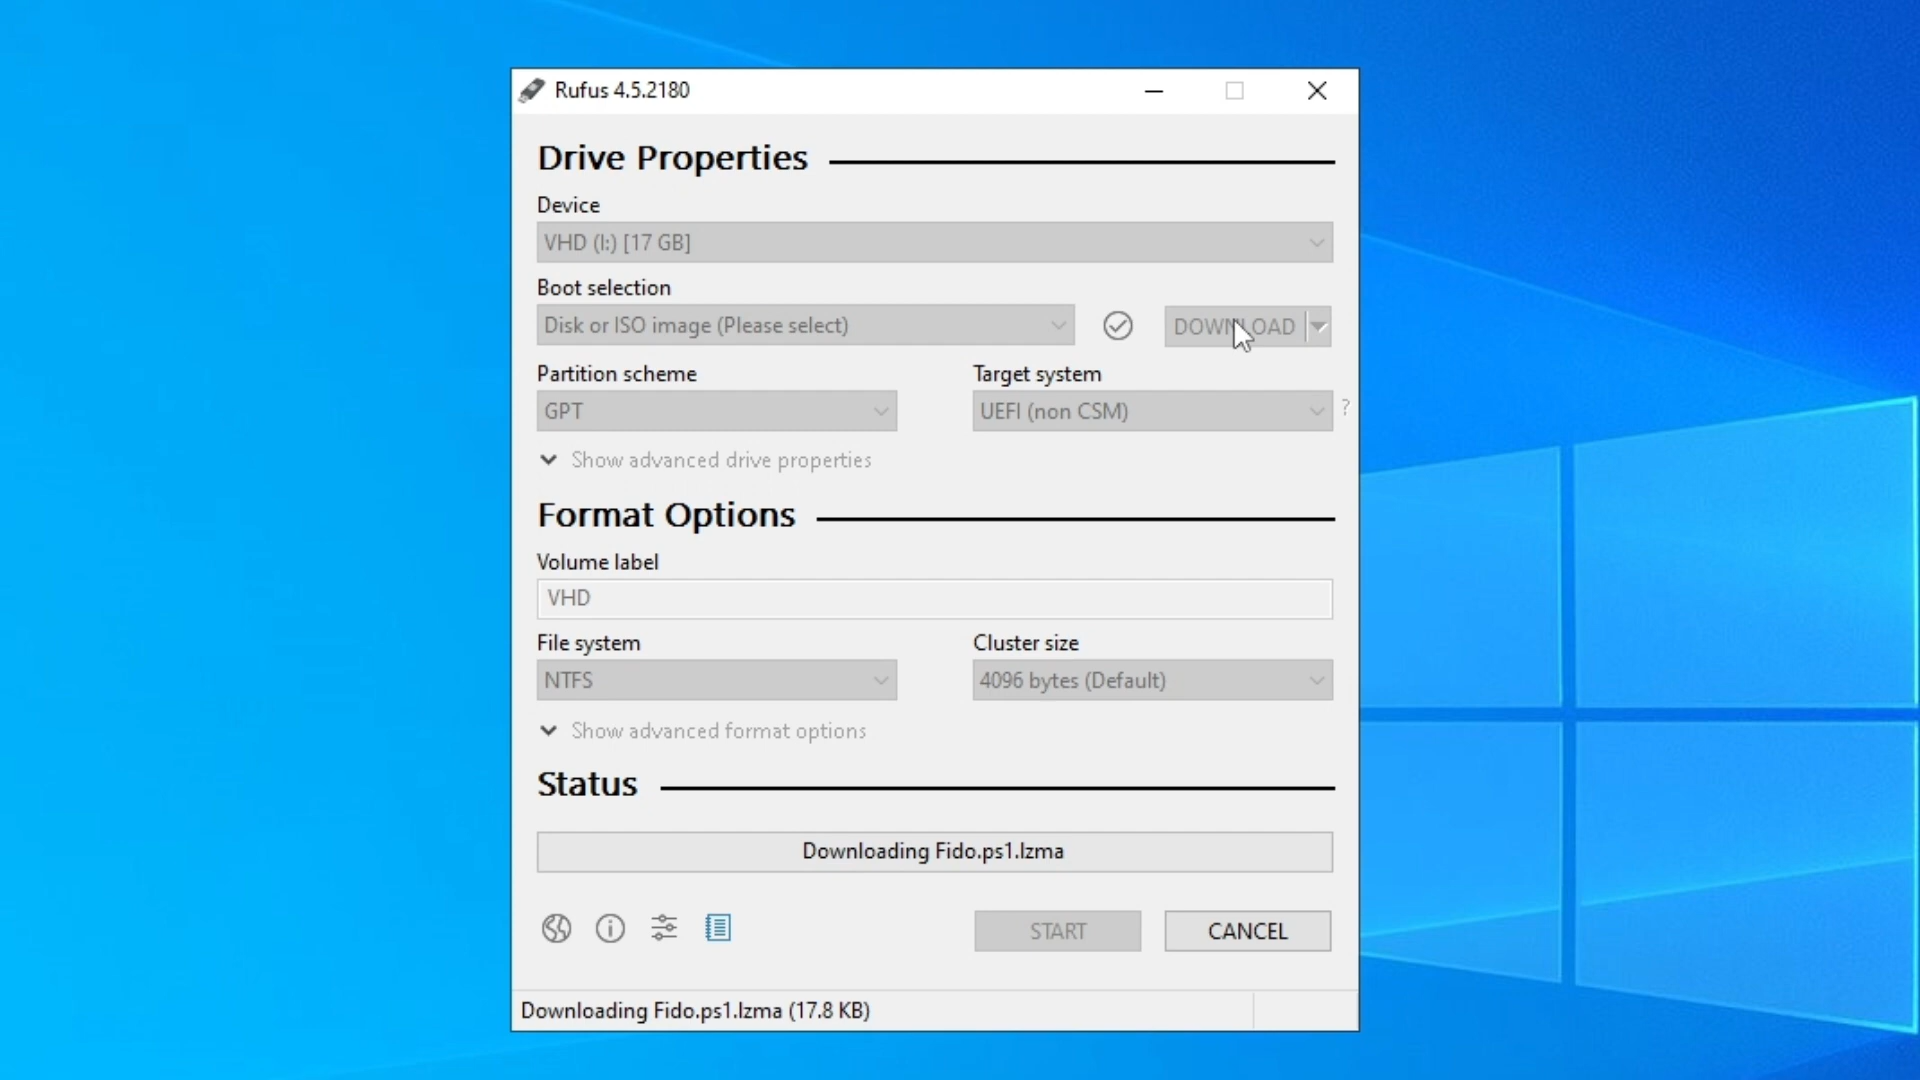 Rufus 4.5.2180
Drive Properties
Device
VHD (I:) [17 GB]
Boot selection
Disk or ISO image (Please select)
DOWNLOAD
Partition scheme
Target system
GPT
UEFI (non CSM)
?
Show advanced drive properties
Format Options
Volume label
VHD
File system
Cluster size
NTFS
4096 bytes (Default)
Show advanced format options
Status
Downloading Fido.ps1.lzma
START
CANCEL
Downloading Fido.ps1.lzma (17.8 KB)